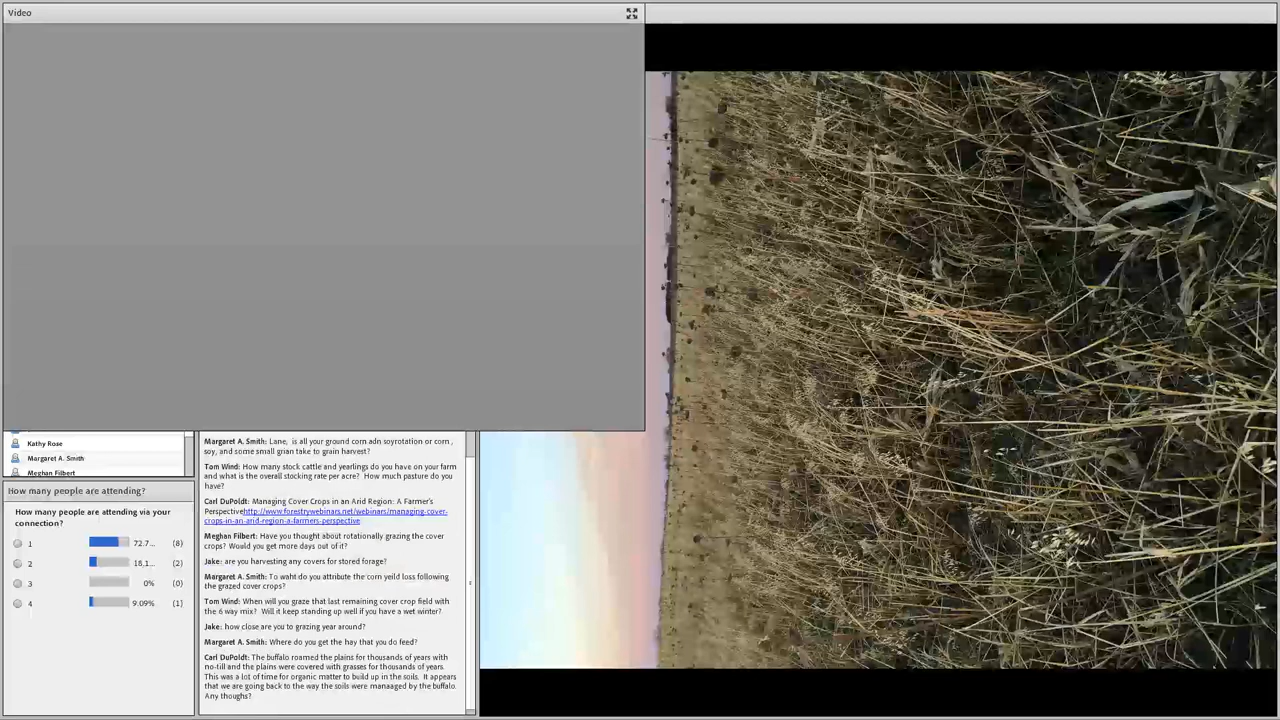 Video
Kathy Rose
Margaret A. Smith
Meghan Filbert
How many people are attending?
How many people are attending via your
connection?
1 72.7... (8)
2 18.1... (2)
3 0% (0)
4 9.09% (1)
Margaret A. Smith: Lane, is all your ground corn adn soyrotation or corn ,
soy, and some small grian take to grain harvest?
Tom Wind: How many stock cattle and yearlings do you have on your farm
and what is the overall stocking rate per acre? How much pasture do you
have?
Carl DuPoldt: Managing Cover Crops in an Arid Region: A Farmer's
Perspectivehttp://www.forestrywebinars.net/webinars/managing-cover-
crops-in-an-arid-region-a-farmers-perspective
Meghan Filbert: Have you thought about rotationally grazing the cover
crops? Would you get more days out of it?
Jake: are you harvesting any covers for stored forage?
Margaret A. Smith: To waht do you attribute the corn yeild loss following
the grazed cover crops?
Tom Wind: When will you graze that last remaining cover crop field with
the 6 way mix? Will it keep standing up well if you have a wet winter?
Jake: how close are you to grazing year around?
Margaret A. Smith: Where do you get the hay that you do feed?
Carl DuPoldt: The buffalo roamed the plains for thousands of years with
no-till and the plains were covered with grasses for thousands of years.
This was a lot of time for organic matter to build up in the soils. It appears
that we are going back to the way the soils were manaaged by the buffalo.
Any thoughs?